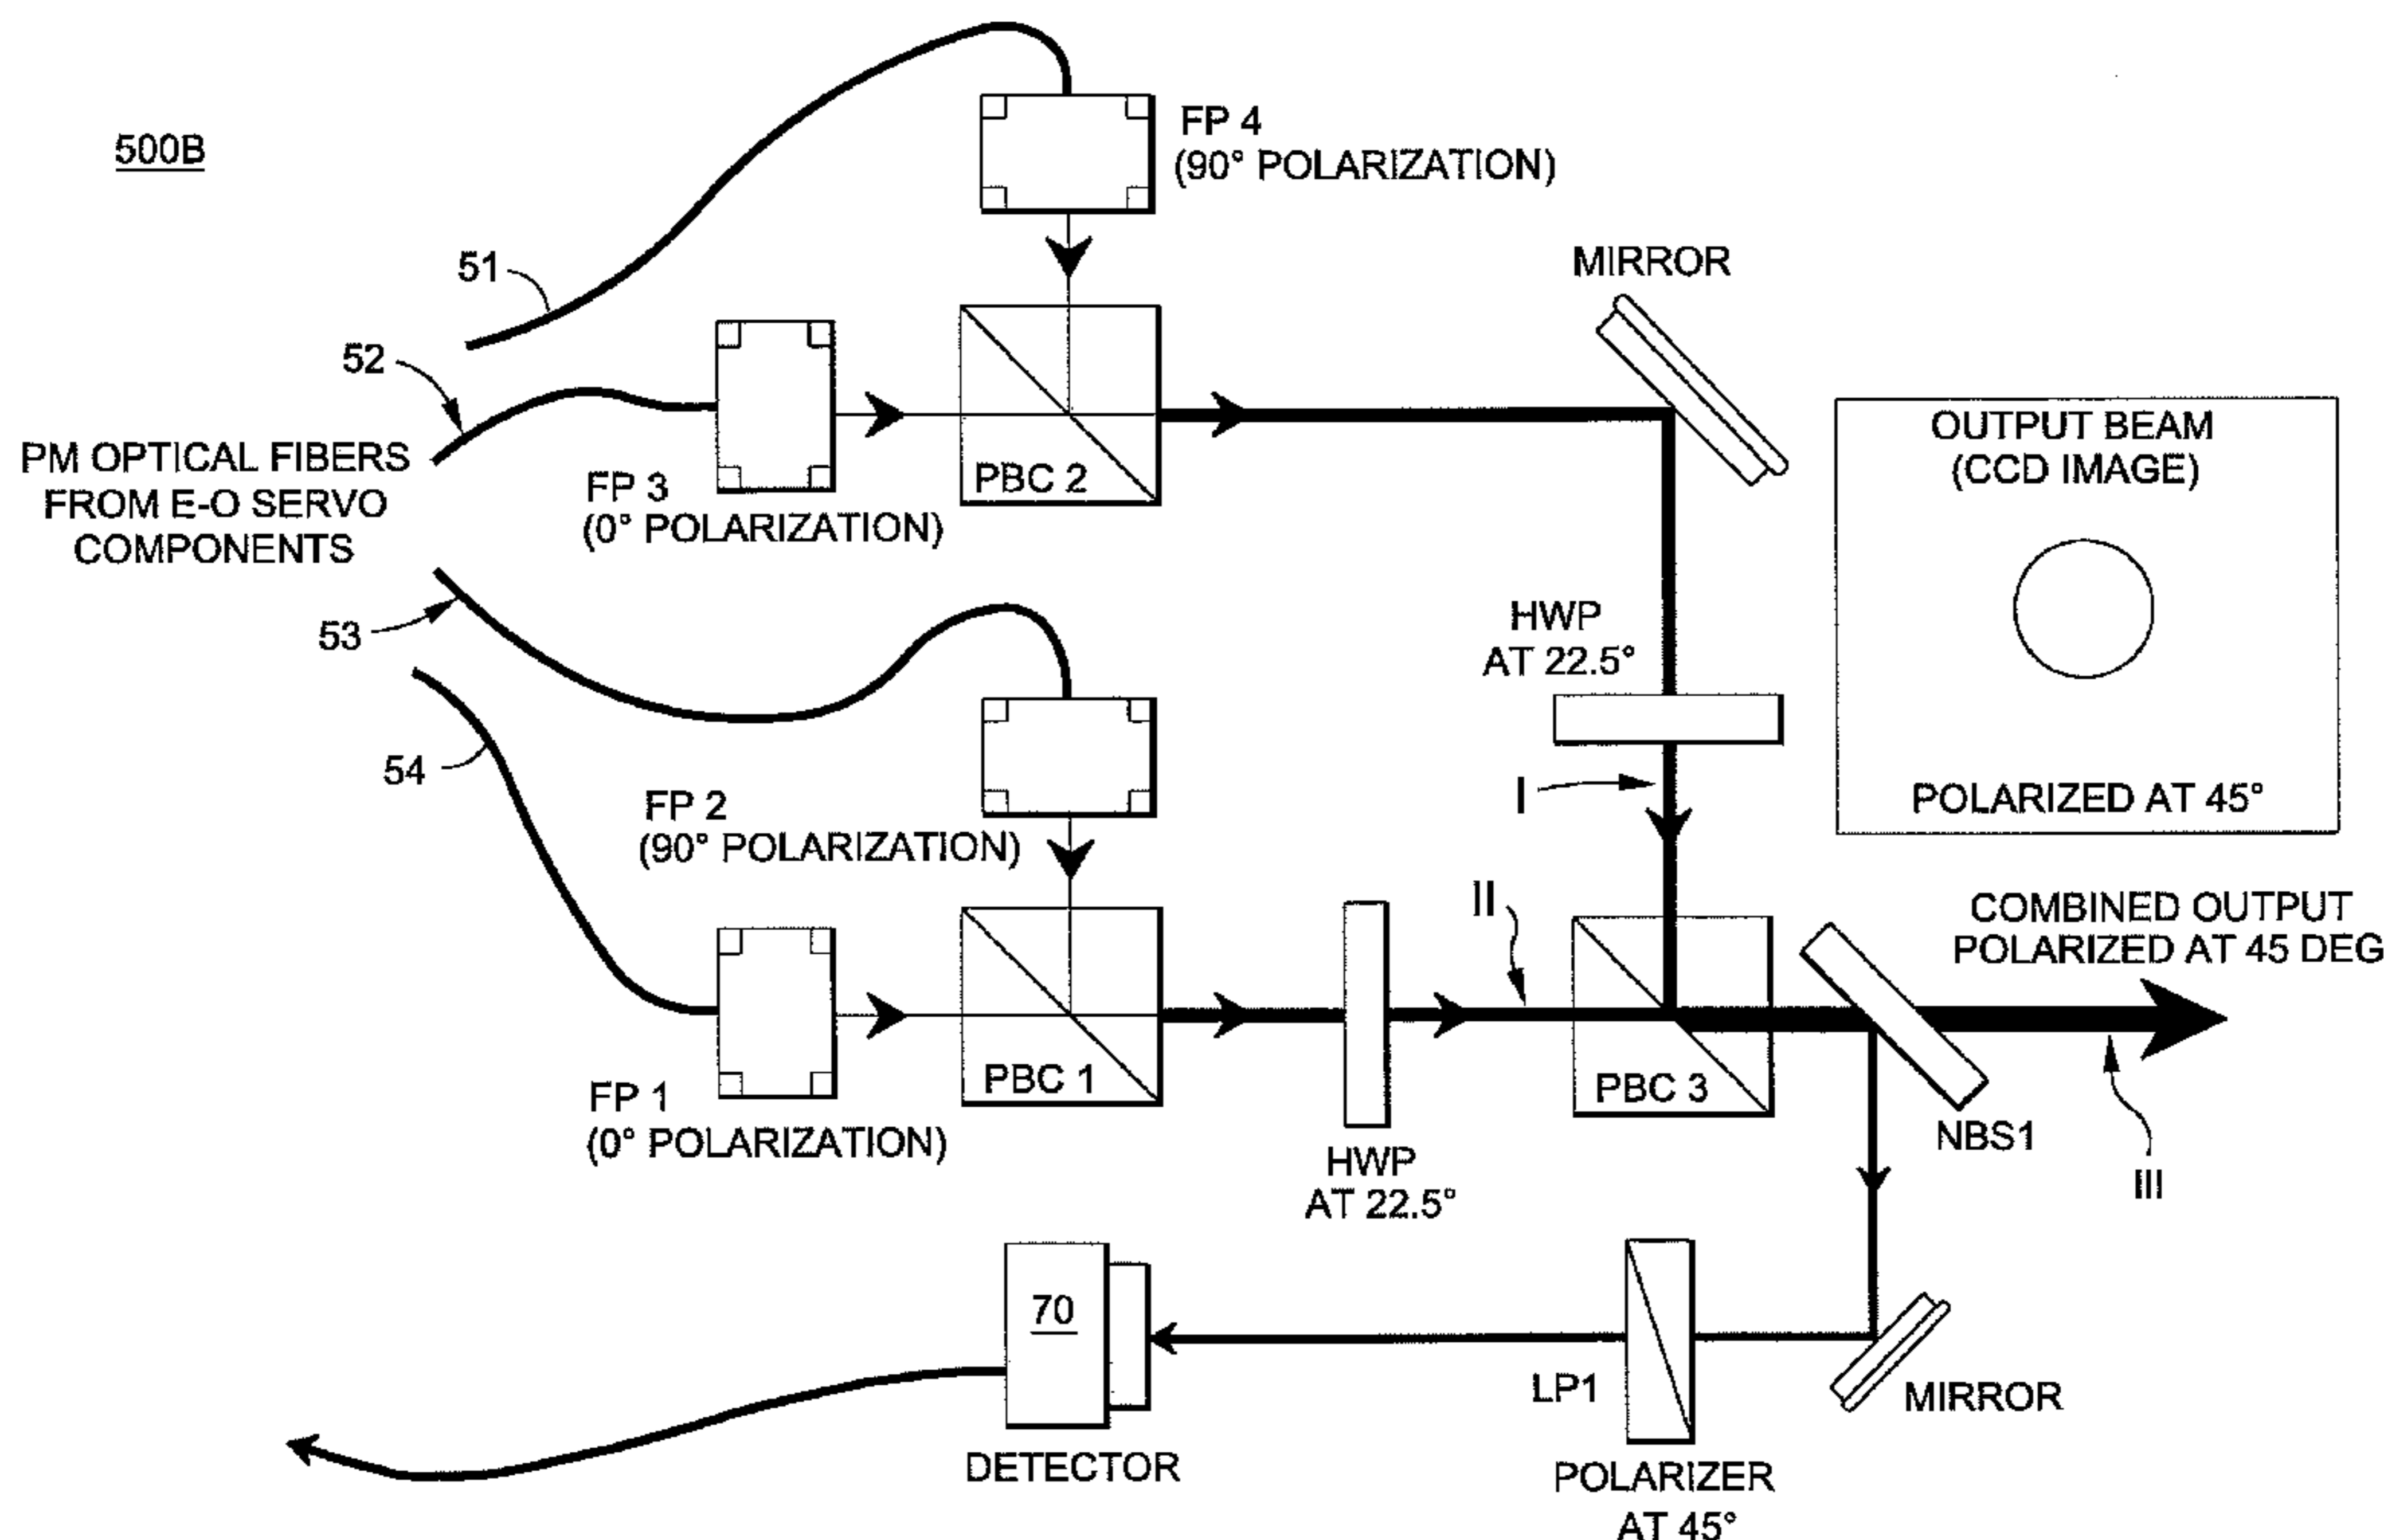 500B
FP 4
(90° POLARIZATION)
51
MIRROR
52
PM OPTICAL FIBERS
FROM E-O SERVO
COMPONENTS
FP 3
(0° POLARIZATION)
PBC 2
OUTPUT BEAM
(CCD IMAGE)
POLARIZED AT 45°
HWP
AT 22.5°
53
54
I
FP 2
(90° POLARIZATION)
II
COMBINED OUTPUT
POLARIZED AT 45 DEG
FP 1
(0° POLARIZATION)
PBC 1
PBC 3
NBS1
HWP
AT 22.5°
III
70
DETECTOR
LP1
MIRROR
POLARIZER
AT 45°